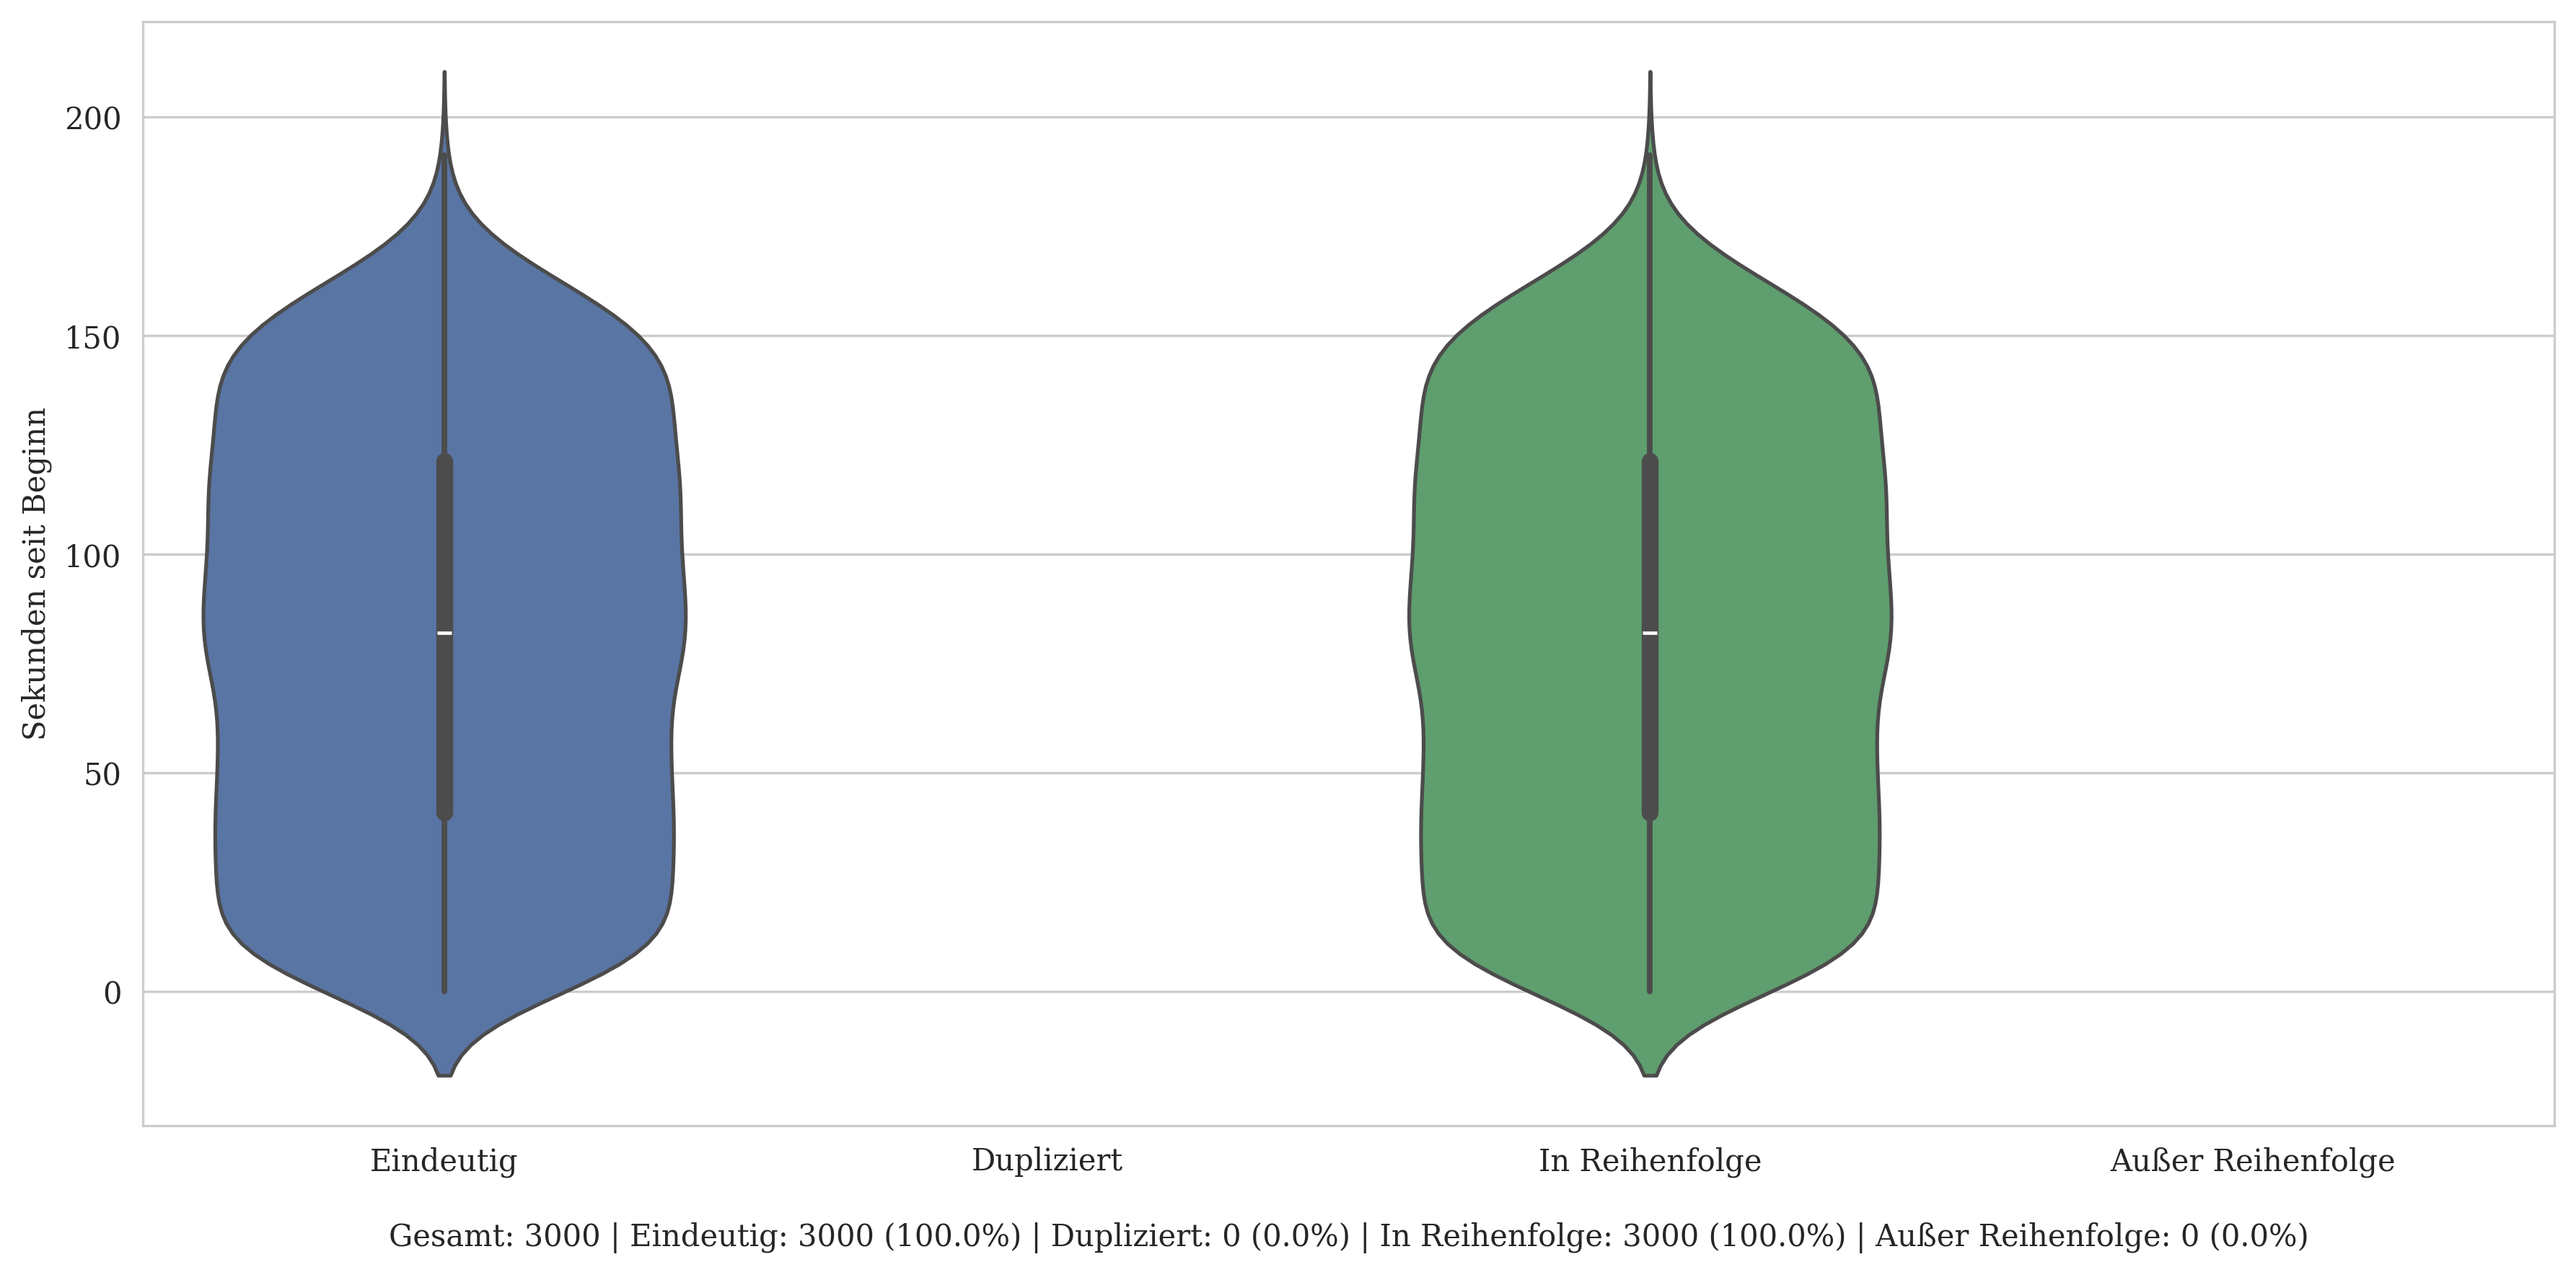 Sekunden seit Beginn
200
150
100
50
0
Eindeutig
Dupliziert
In Reihenfolge
Außer Reihenfolge
Gesamt: 3000 | Eindeutig: 3000 (100.0%) | Dupliziert: 0 (0.0%) | In Reihenfolge: 3000 (100.0%) | Außer Reihenfolge: 0 (0.0%)